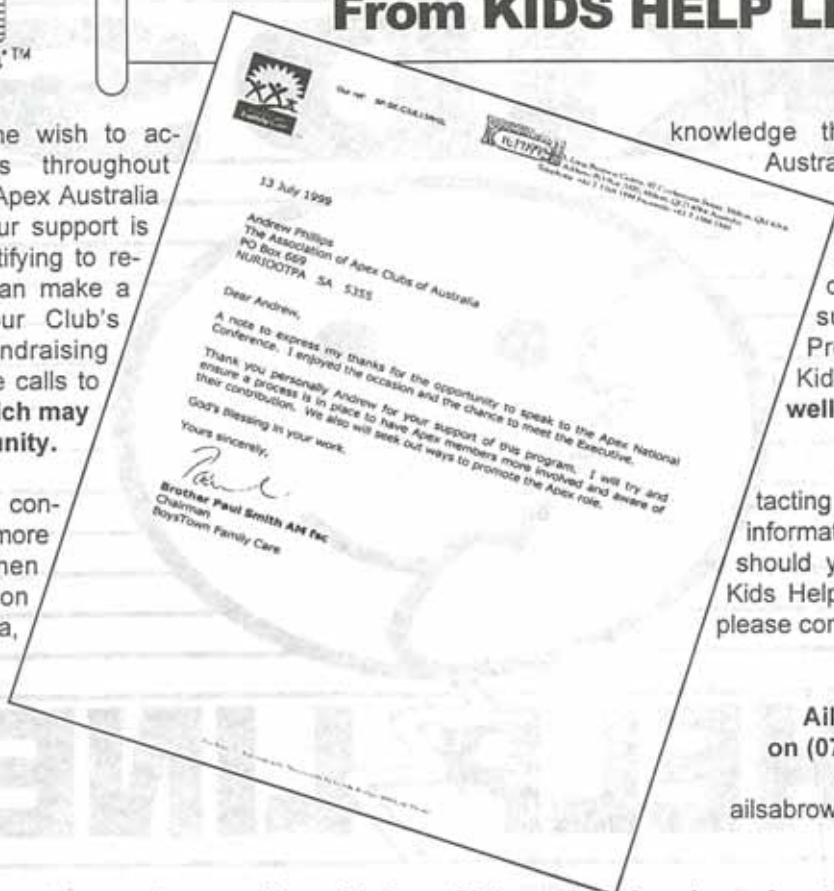 TM
From KIDS HELP LI
ne wish to ac-
s throughout
Apex Australia
ur support is
tifying to re-
an make a
ur Club's
ndraising
e calls to
ich may
unity.
con-
more
hen
on
a,
13 July 1999
Andrew Phillips
The Association of Apex Clubs of Australia
PO Box 669
NURIOOTPA SA 5355
Dear Andrew,
A note to express my thanks for the opportunity to speak to the Apex National
Conference. I enjoyed the occasion and the chance to meet the Executive.
Thank you personally Andrew for your support of this program. I will try and
ensure a process is in place to have Apex members more involved and aware of
their contribution. We also will seek out ways to promote the Apex role.
God's Blessing in your work.
Yours sincerely,
Paul
Brother Paul Smith AM fsc
Chairman
BoysTown Family Care
knowledge th
Austra
su
Pr
Kid
well
tacting
informat
should y
Kids Help
please con
Ail
on (07
ailsabrow